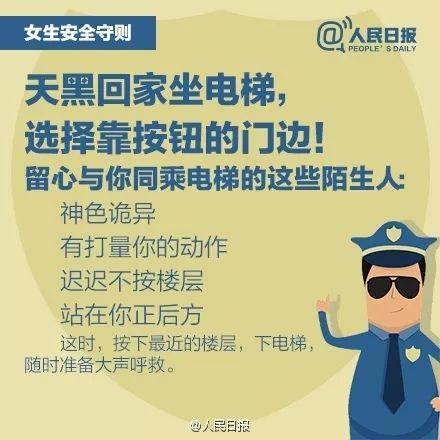 女生安全守则
@人民日报
PEOPLE'S DAILY
天黑回家坐电梯，
选择靠按钮的门边！
留心与你同乘电梯的这些陌生人:
神色诡异
有打量你的动作
迟迟不按楼层
站在你正后方
这时，按下最近的楼层，下电梯，
随时准备大声呼救。
@人民日报